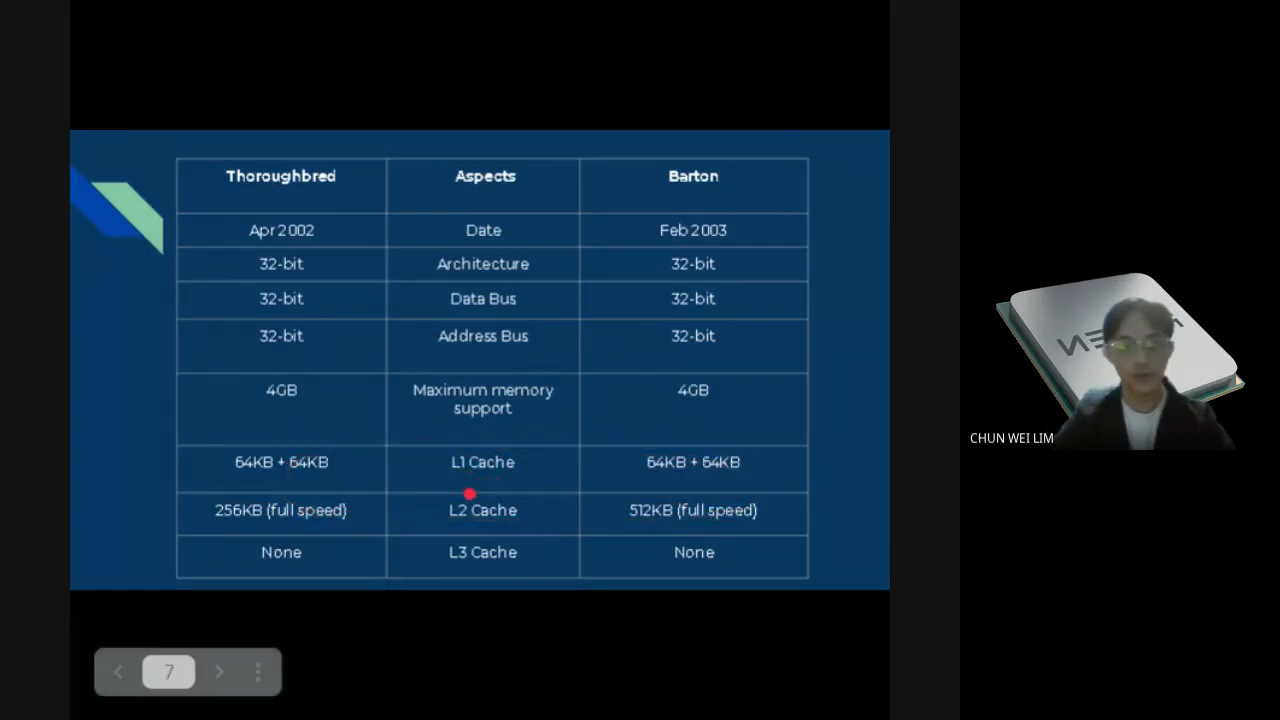 Thoroughbred Aspects Barton
Apr 2002 Date Feb 2003
32-bit Architecture 32-bit
32-bit Data Bus 32-bit
32-bit Address Bus 32-bit
4GB Maximum memory support 4GB
64KB + 64KB L1 Cache 64KB + 64KB
256KB (full speed) L2 Cache 512KB (full speed)
None L3 Cache None
CHUN WEI LIM
7